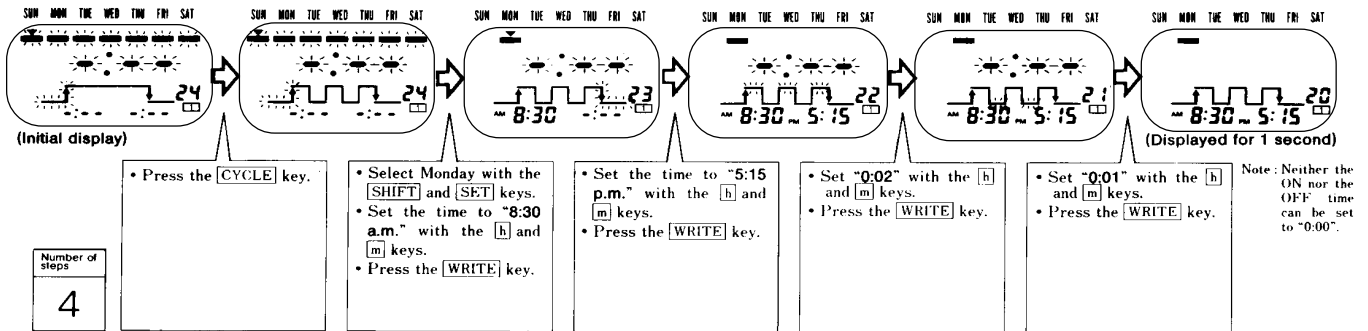 SUN MON TUE WED THU FRI SAT
SUN MON TUE WED THU FRI SAT
SUN MON TUE WED THU FRI SAT
SUN MON TUE WED THU FRI SAT
SUN MON TUE WED THU FRI SAT
SUN MON TUE WED THU FRI SAT
24
24
23
AM 8:30
22
AM 8:30 PM 5:15
21
AM 8:30 PM 5:15
20
AM 8:30 PM 5:15
(Initial display)
(Displayed for 1 second)
• Press the CYCLE key.
• Select Monday with the
SHIFT and SET keys.
• Set the time to "8:30
a.m." with the h and
m keys.
• Press the WRITE key.
• Set the time to "5:15
p.m." with the h and
m keys.
• Press the WRITE key.
• Set "0:02" with the h
and m keys.
• Press the WRITE key.
• Set "0:01" with the h
and m keys.
• Press the WRITE key.
Note : Neither the
ON nor the
OFF time
can be set
to "0:00".
Number of
steps
4